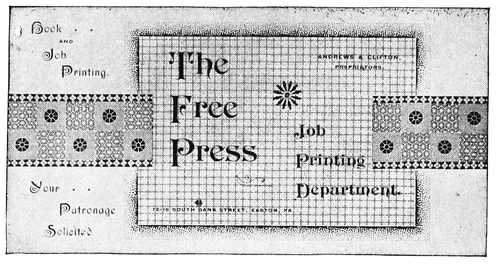 Book . .
AND
Job
Printing.
The
Free
Press
ANDREWS & CLIFTON,
PROPRIETORS.
Job
Printing
Department.
Your . .
Patronage
Solicited
12-16 SOUTH BANK STREET, EASTON, PA